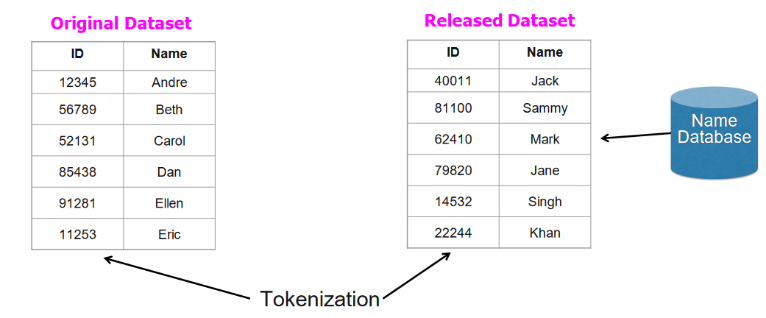 Original Dataset
ID Name
12345 Andre
56789 Beth
52131 Carol
85438 Dan
91281 Ellen
11253 Eric
Released Dataset
ID Name
40011 Jack
81100 Sammy
62410 Mark
79820 Jane
14532 Singh
22244 Khan
Name
Database
Tokenization